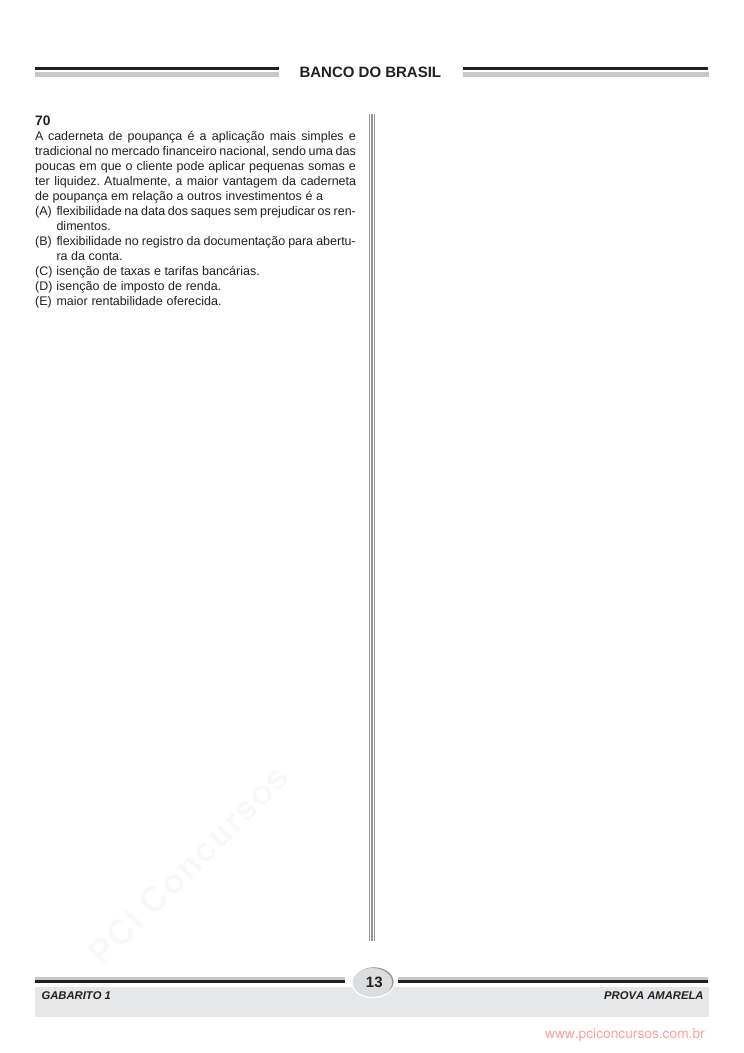 BANCO DO BRASIL
70
A caderneta de poupança é a aplicação mais simples e
tradicional no mercado financeiro nacional, sendo uma das
poucas em que o cliente pode aplicar pequenas somas e
ter liquidez. Atualmente, a maior vantagem da caderneta
de poupança em relação a outros investimentos é a
(A) flexibilidade na data dos saques sem prejudicar os ren-
dimentos.
(B) flexibilidade no registro da documentação para abertu-
ra da conta.
(C) isenção de taxas e tarifas bancárias.
(D) isenção de imposto de renda.
(E) maior rentabilidade oferecida.
PCI Concursos
13
GABARITO 1
PROVA AMARELA
www.pciconcursos.com.br